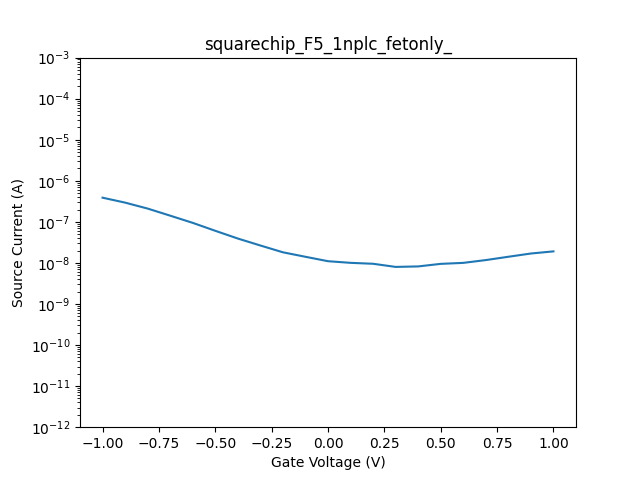 squarechip_F5_1nplc_fetonly_
10⁻³
10⁻⁴
10⁻⁵
10⁻⁶
10⁻⁷
10⁻⁸
10⁻⁹
10⁻¹⁰
10⁻¹¹
10⁻¹²
Source Current (A)
−1.00 −0.75 −0.50 −0.25 0.00 0.25 0.50 0.75 1.00
Gate Voltage (V)